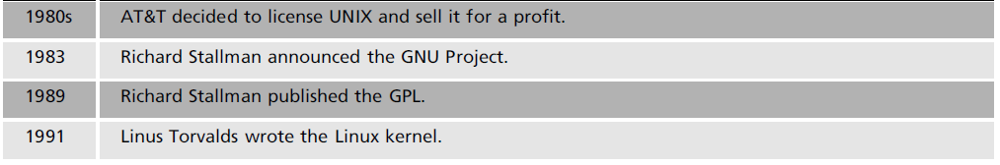 1980s AT&T decided to license UNIX and sell it for a profit.
1983 Richard Stallman announced the GNU Project.
1989 Richard Stallman published the GPL.
1991 Linus Torvalds wrote the Linux kernel.